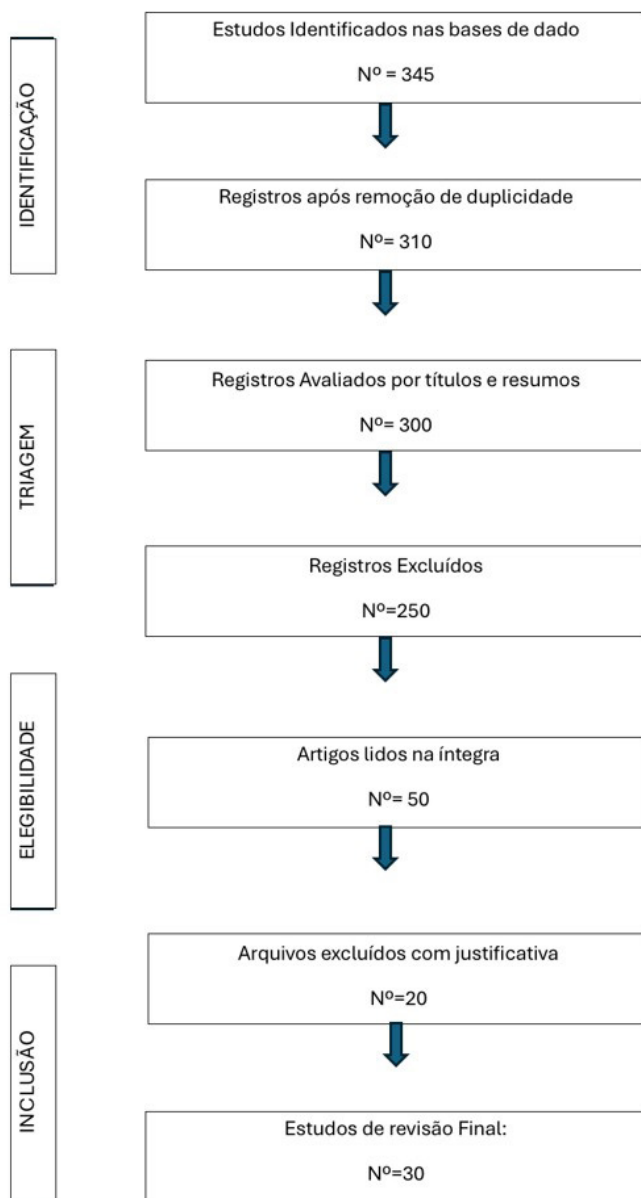 IDENTIFICAÇÃO
Estudos Identificados nas bases de dado
Nº = 345
Registros após remoção de duplicidade
Nº= 310
TRIAGEM
Registros Avaliados por títulos e resumos
Nº= 300
Registros Excluídos
Nº=250
ELEGIBILIDADE
Artigos lidos na íntegra
Nº= 50
INCLUSÃO
Arquivos excluídos com justificativa
Nº=20
Estudos de revisão Final:
Nº=30